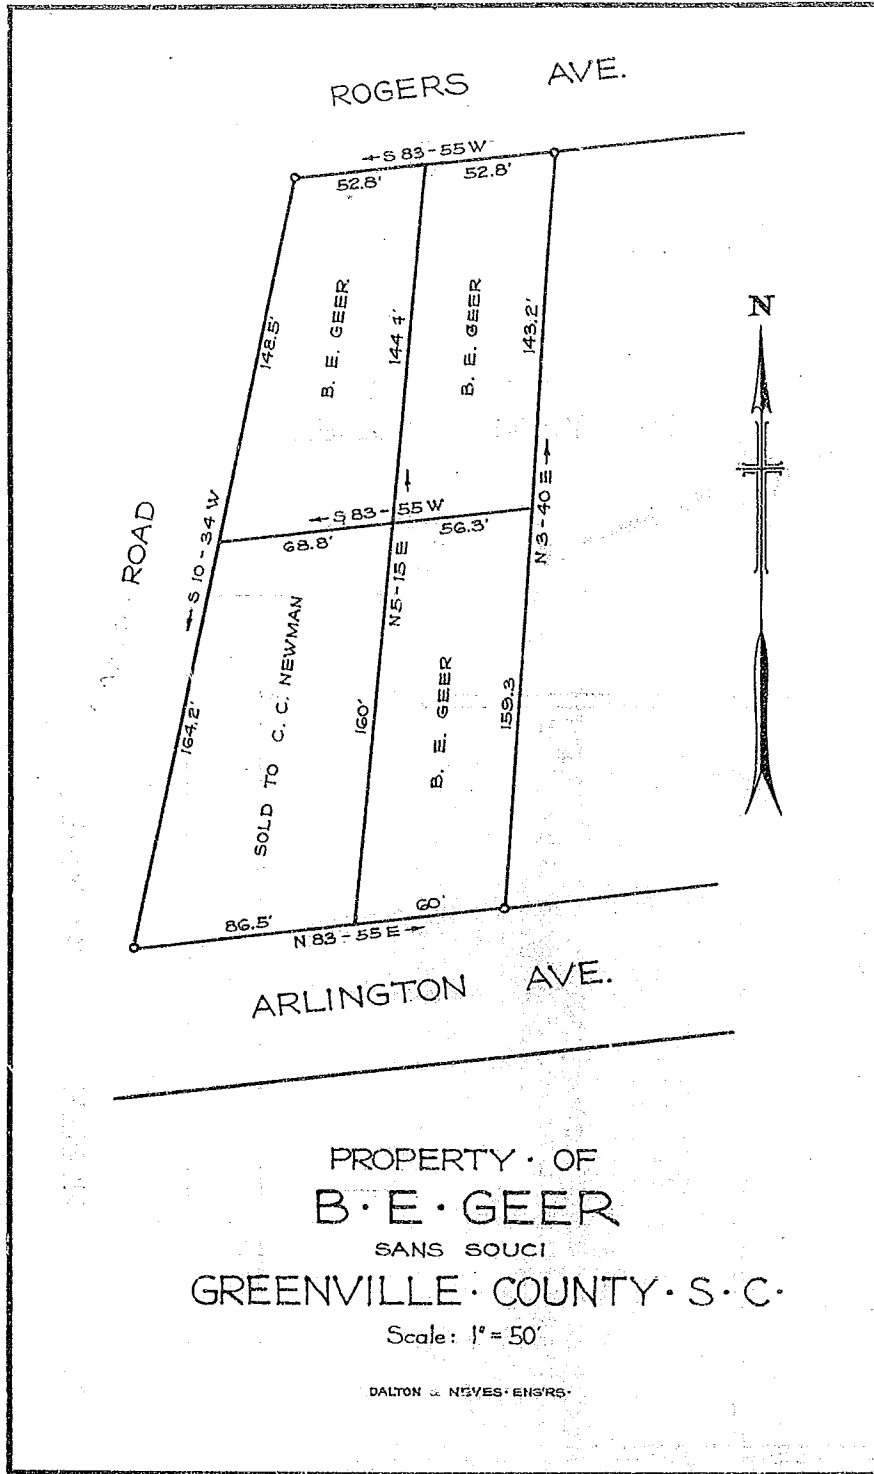 ROGERS AVE.
← S 83-55 W
52.8' 52.8'
B. E. GEER
B. E. GEER
148.5'
144.4'
143.2'
N
ROAD
← S 10-34 W
← S 83-55 W
68.8' 56.3'
N 5-15 E →
N 3-40 E →
SOLD TO C. C. NEWMAN
B. E. GEER
164.2'
160'
159.3
86.5' 60'
N 83-55 E →
ARLINGTON AVE.
PROPERTY · OF
B · E · GEER
SANS SOUCI
GREENVILLE · COUNTY · S · C ·
Scale: 1" = 50'
DALTON & NEVES · ENG'RS ·